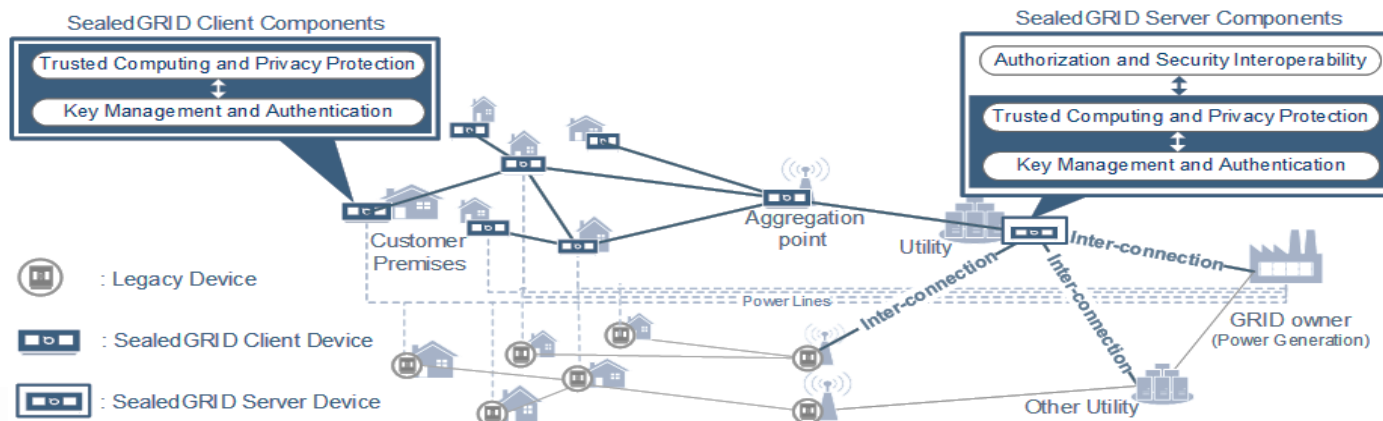 SealedGRID Client Components
Trusted Computing and Privacy Protection
Key Management and Authentication
SealedGRID Server Components
Authorization and Security Interoperability
Trusted Computing and Privacy Protection
Key Management and Authentication
Customer
Premises
Aggregation
point
Utility
Inter-connection
Inter-connection
Inter-connection
Power Lines
GRID owner
(Power Generation)
Other Utility
: Legacy Device
: SealedGRID Client Device
: SealedGRID Server Device